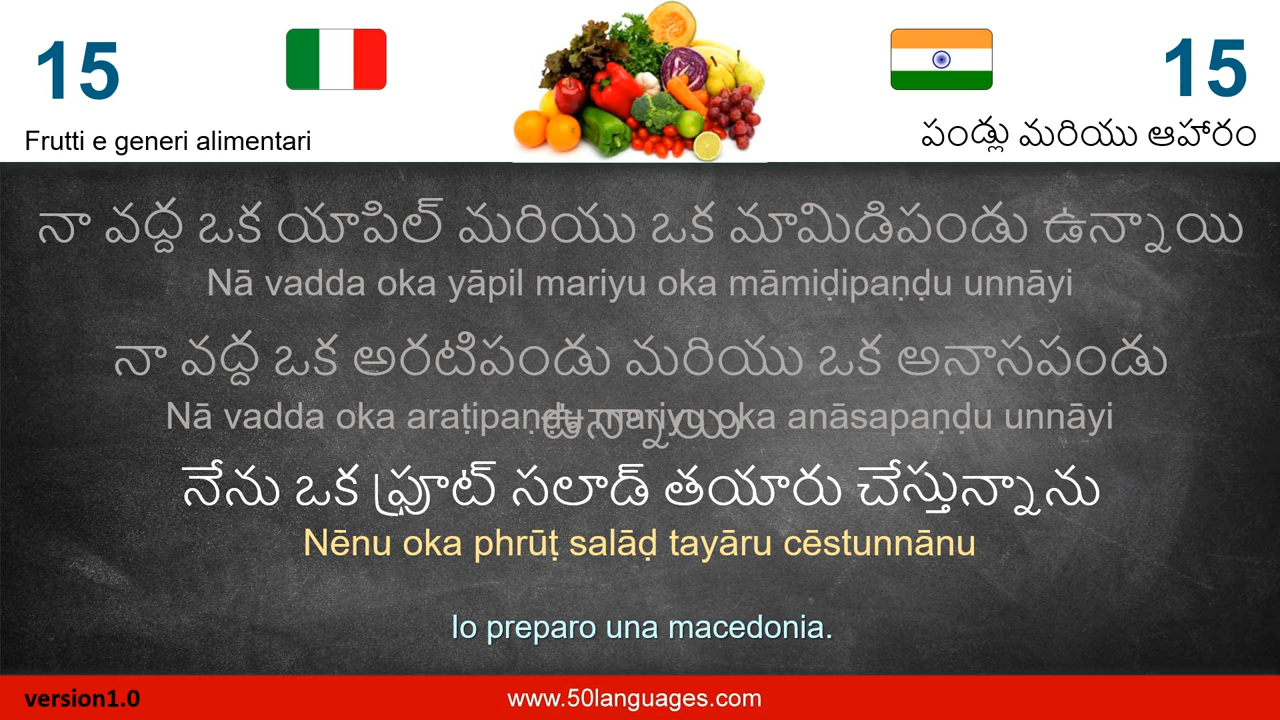 15
15
Frutti e generi alimentari
పండ్లు మరియు ఆహారం
నా వద్ద ఒక యాపిల్ మరియు ఒక మామిడిపండు ఉన్నాయి
Nā vadda oka yāpil mariyu oka māmiḍipaṇḍu unnāyi
నా వద్ద ఒక అరటిపండు మరియు ఒక అనాసపండు
ఉన్నాయి
Nā vadda oka araṭipaṇḍu mariyu oka anāsapaṇḍu unnāyi
నేను ఒక ఫ్రూట్ సలాడ్ తయారు చేస్తున్నాను
Nēnu oka phrūṭ salāḍ tayāru cēstunnānu
Io preparo una macedonia.
version1.0
www.50languages.com